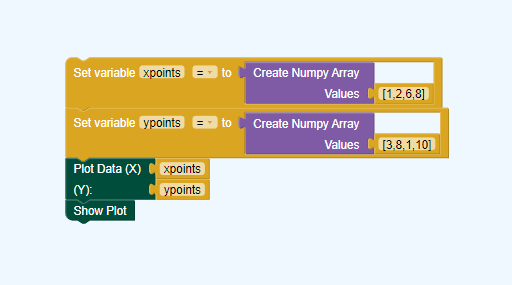 Set variable xpoints = to Create Numpy Array
Values [1,2,6,8]
Set variable ypoints = to Create Numpy Array
Values [3,8,1,10]
Plot Data (X) xpoints
(Y): ypoints
Show Plot